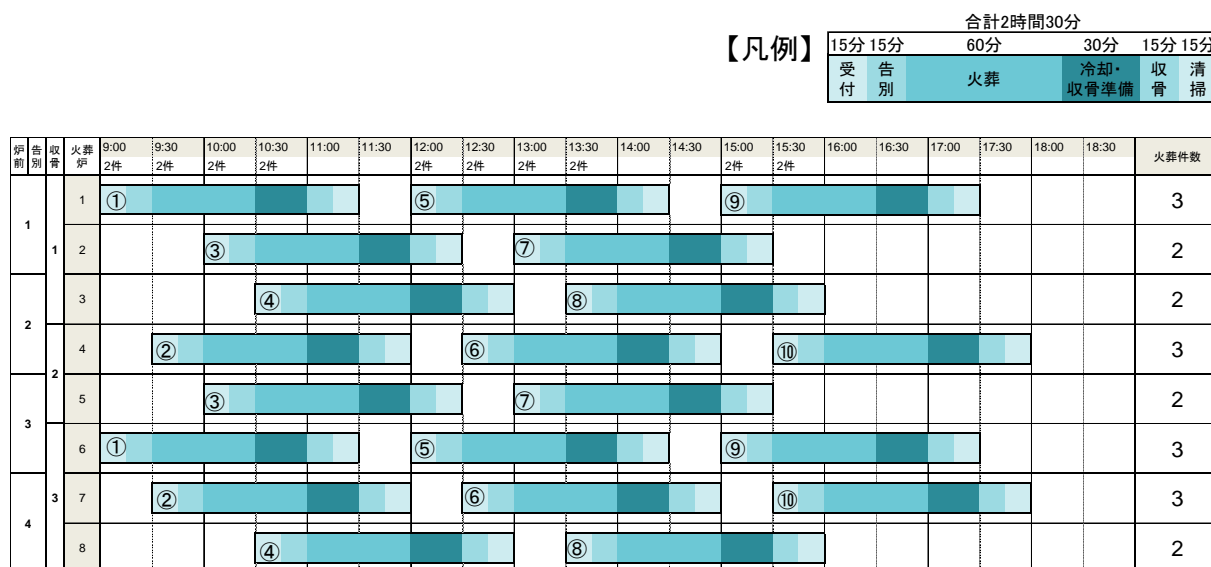 合計2時間30分
【凡例】
15分 15分 60分 30分 15分 15分
受付 告別 火葬 冷却・収骨準備 収骨 清掃
炉前 告別 収骨 火葬炉 9:00 9:30 10:00 10:30 11:00 11:30 12:00 12:30 13:00 13:30 14:00 14:30 15:00 15:30 16:00 16:30 17:00 17:30 18:00 18:30 火葬件数
2件 2件 2件 2件 2件 2件 2件 2件 2件 2件
1 ① ⑤ ⑨ 3
1
1 2 ③ ⑦ 2
3 ④ ⑧ 2
2
4 ② ⑥ ⑩ 3
2
5 ③ ⑦ 2
3
6 ① ⑤ ⑨ 3
3 7 ② ⑥ ⑩ 3
4
8 ④ ⑧ 2